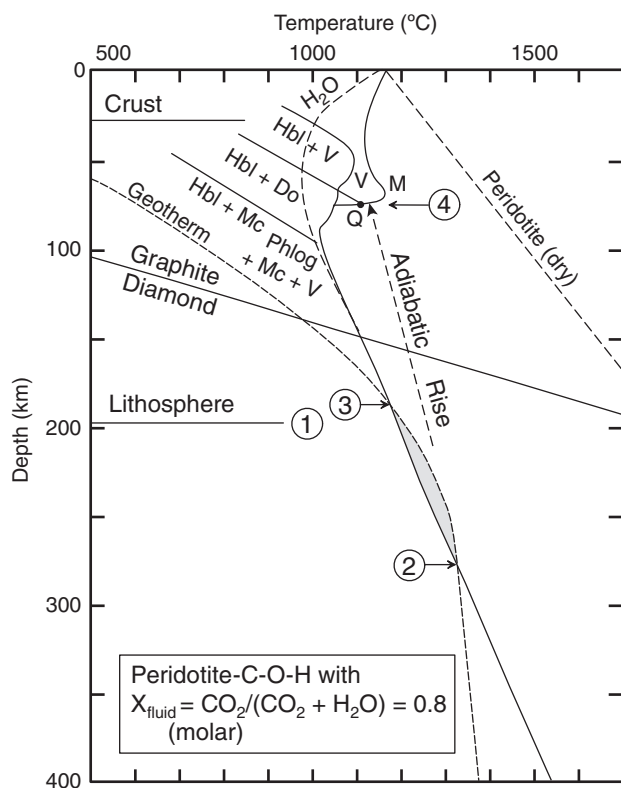 Temperature (ºC)
500
1000
1500
0
H2O
Crust
Hbl + V
V
M
4
Hbl + Do
Q
Hbl + Mc
Phlog
+ Mc + V
Geotherm
Peridotite (dry)
100
Graphite
Diamond
Adiabatic
Rise
Depth (km)
3
Lithosphere
1
200
2
300
Peridotite-C-O-H with
Xfluid = CO2/(CO2 + H2O) = 0.8
(molar)
400